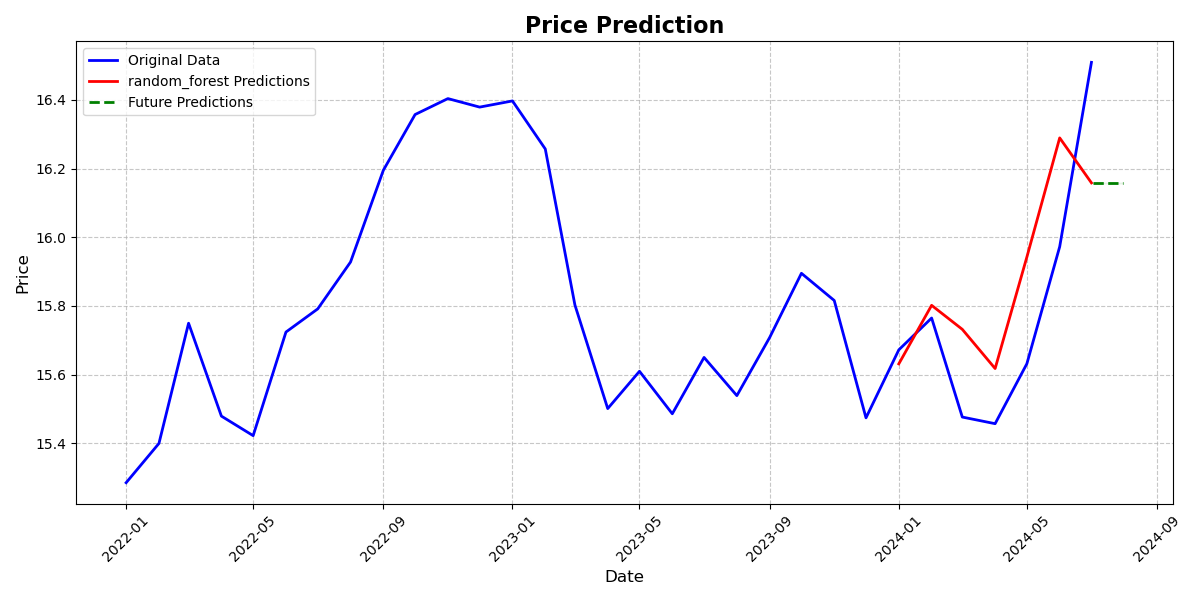 Price Prediction
Original Data
random_forest Predictions
Future Predictions
Price
16.4
16.2
16.0
15.8
15.6
15.4
2022-01
2022-05
2022-09
2023-01
2023-05
2023-09
2024-01
2024-05
2024-09
Date